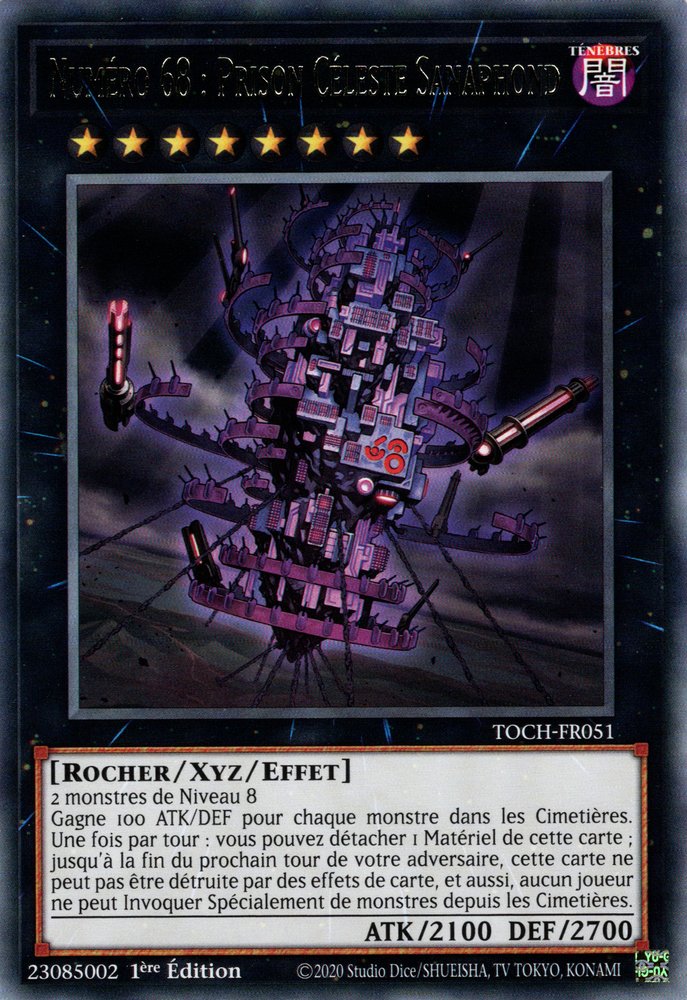 Numéro 68 : Prison Céleste Sanaphond
TÉNÈBRES
闇
68
TOCH-FR051
[Rocher/Xyz/Effet]
2 monstres de Niveau 8
Gagne 100 ATK/DEF pour chaque monstre dans les Cimetières.
Une fois par tour : vous pouvez détacher 1 Matériel de cette carte ;
jusqu'à la fin du prochain tour de votre adversaire, cette carte ne
peut pas être détruite par des effets de carte, et aussi, aucun joueur
ne peut Invoquer Spécialement de monstres depuis les Cimetières.
ATK/2100 DEF/2700
23085002 1ère Édition ©2020 Studio Dice/SHUEISHA, TV TOKYO, KONAMI